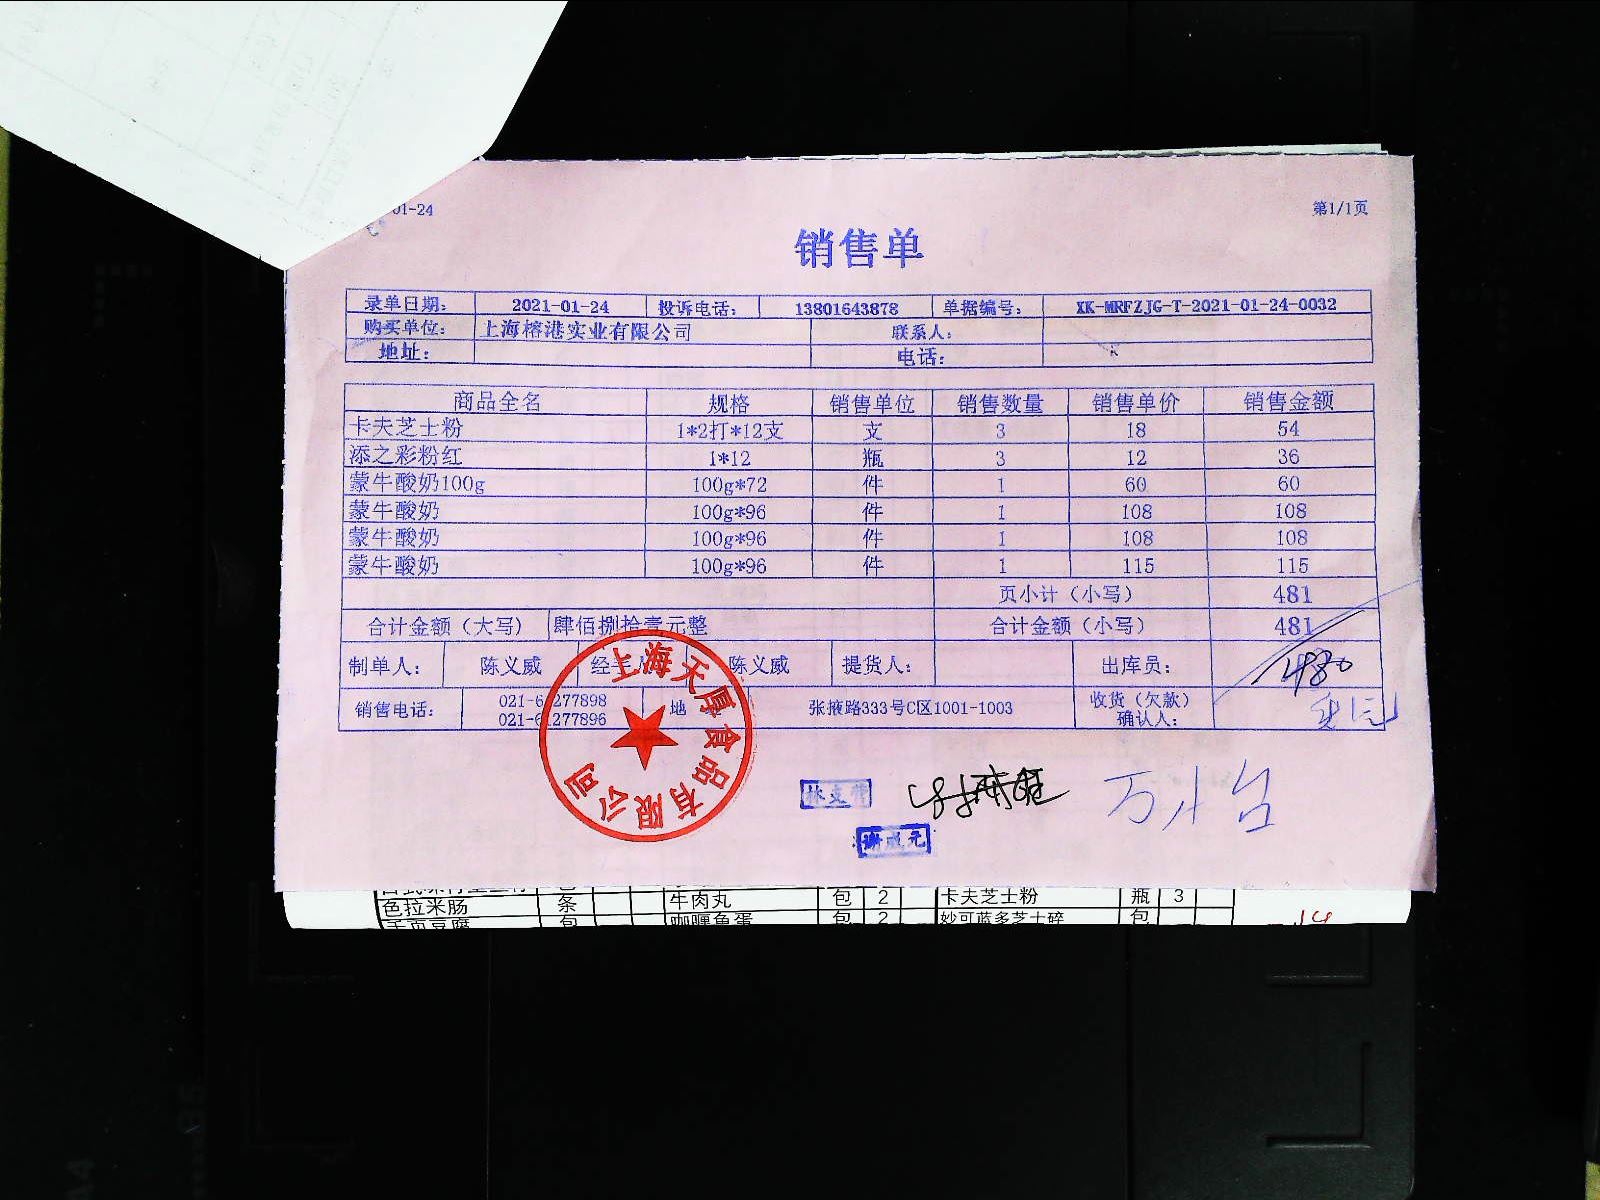 01-24
第1/1页
销售单
录单日期： 2021-01-24 投诉电话： 13801643878 单据编号： XK-MRFZJG-T-2021-01-24-0032
购买单位： 上海榕港实业有限公司 联系人：
地址： 电话：
商品全名 规格 销售单位 销售数量 销售单价 销售金额
卡夫芝士粉 1*2打*12支 支 3 18 54
添之彩粉红 1*12 瓶 3 12 36
蒙牛酸奶100g 100g*72 件 1 60 60
蒙牛酸奶 100g*96 件 1 108 108
蒙牛酸奶 100g*96 件 1 108 108
蒙牛酸奶 100g*96 件 1 115 115
页小计（小写） 481
合计金额（大写） 肆佰捌拾壹元整 合计金额（小写） 481
480
制单人： 陈义威 经手人 陈义威 提货人： 出库员：
销售电话： 021-61277898 地 张掖路333号C区1001-1003 收货（欠款）
021-61277896 确认人：
上海天厚食品有限公司
谢成元
牛肉丸 包 2 卡夫芝士粉 瓶 3
色拉米肠 条
千页豆腐 包 咖喱鱼蛋 包 2 妙可蓝多芝士碎 包